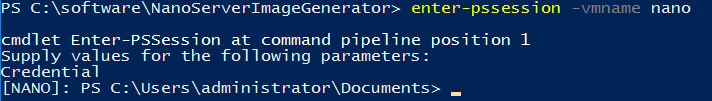 PS C:\software\NanoServerImageGenerator> enter-pssession -vmname nano
cmdlet Enter-PSSession at command pipeline position 1
Supply values for the following parameters:
Credential
[NANO]: PS C:\Users\administrator\Documents> _